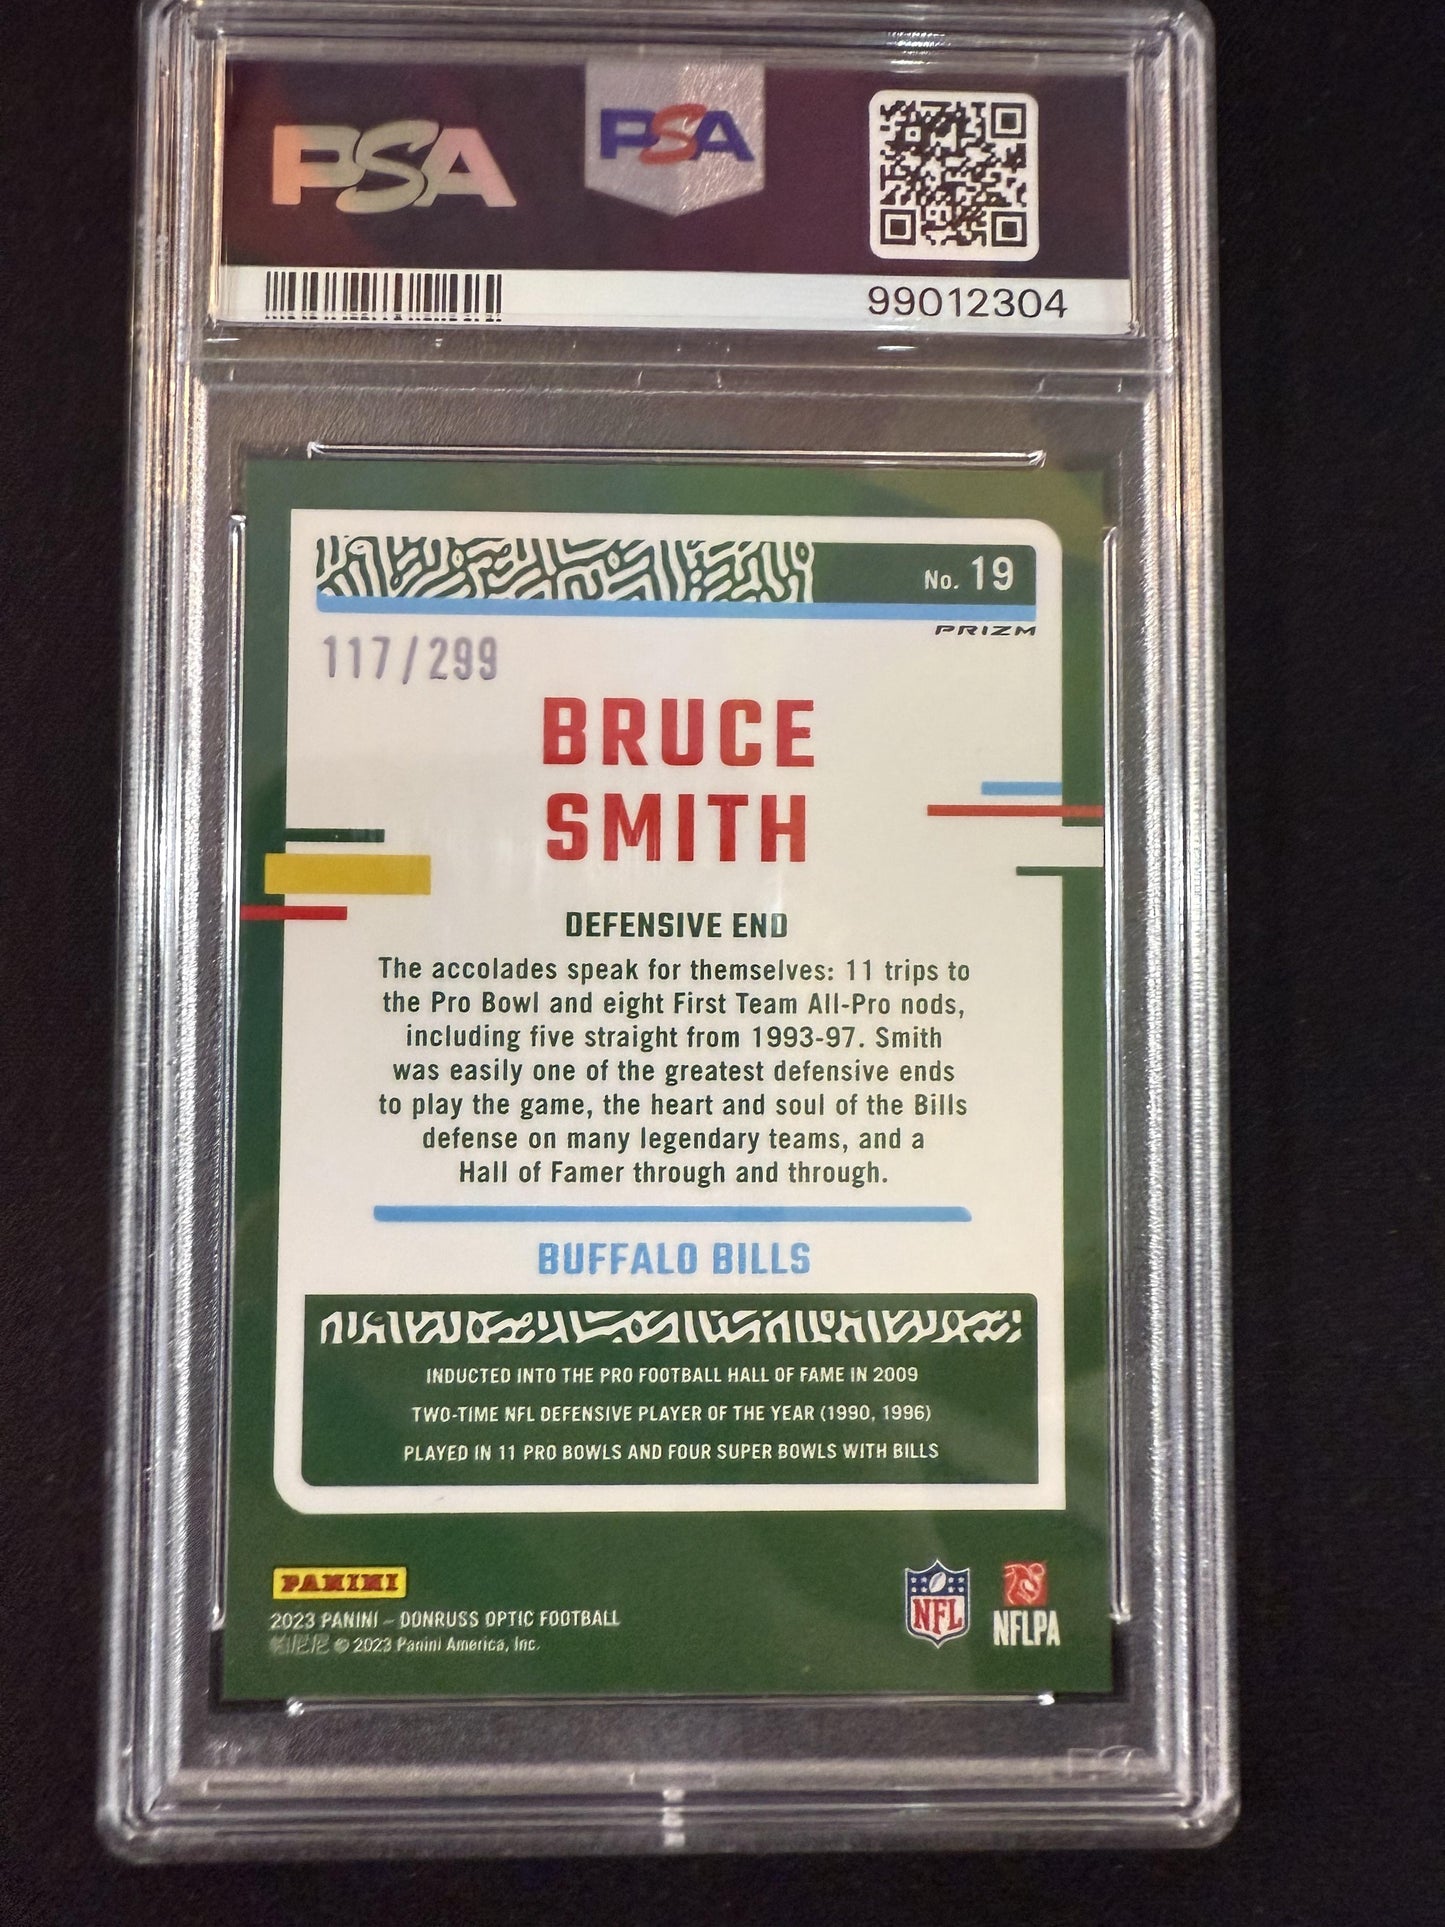 PSA
PSA
99012304
No. 19
PRIZM
117/299
BRUCE
SMITH
DEFENSIVE END
The accolades speak for themselves: 11 trips to
the Pro Bowl and eight First Team All-Pro nods,
including five straight from 1993-97. Smith
was easily one of the greatest defensive ends
to play the game, the heart and soul of the Bills
defense on many legendary teams, and a
Hall of Famer through and through.
BUFFALO BILLS
INDUCTED INTO THE PRO FOOTBALL HALL OF FAME IN 2009
TWO-TIME NFL DEFENSIVE PLAYER OF THE YEAR (1990, 1996)
PLAYED IN 11 PRO BOWLS AND FOUR SUPER BOWLS WITH BILLS
PANINI
2023 PANINI – DONRUSS OPTIC FOOTBALL
© 2023 Panini America, Inc.
NFL
NFLPA